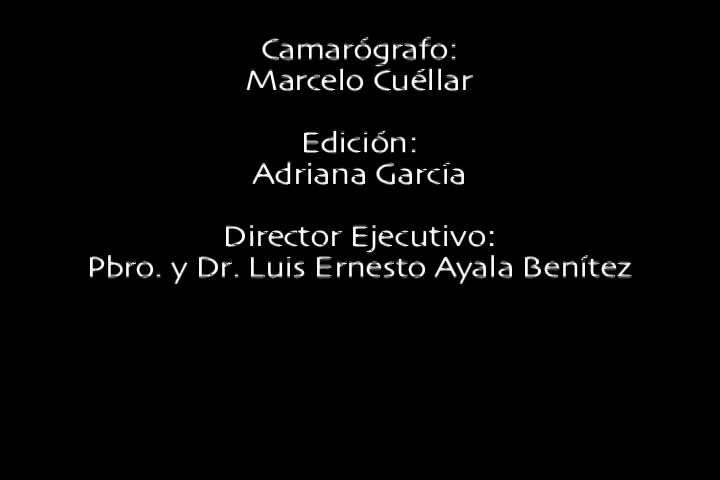 Camarógrafo:
Marcelo Cuéllar
Edición:
Adriana García
Director Ejecutivo:
Pbro. y Dr. Luis Ernesto Ayala Benítez